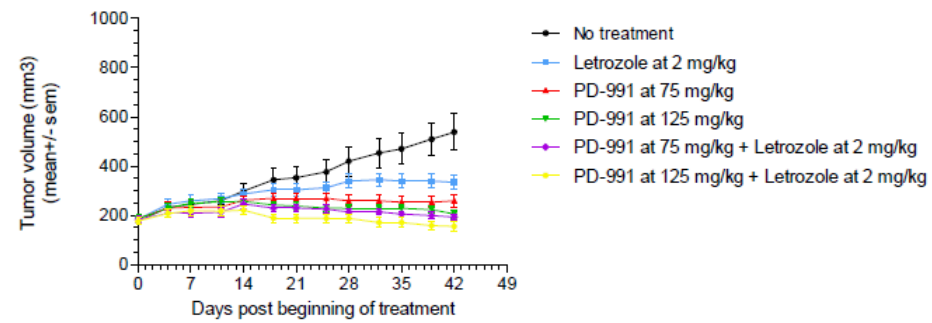 1000
800
600
400
200
0
Tumor volume (mm3)
(mean+/- sem)
0 7 14 21 28 35 42 49
Days post beginning of treatment
No treatment
Letrozole at 2 mg/kg
PD-991 at 75 mg/kg
PD-991 at 125 mg/kg
PD-991 at 75 mg/kg + Letrozole at 2 mg/kg
PD-991 at 125 mg/kg + Letrozole at 2 mg/kg